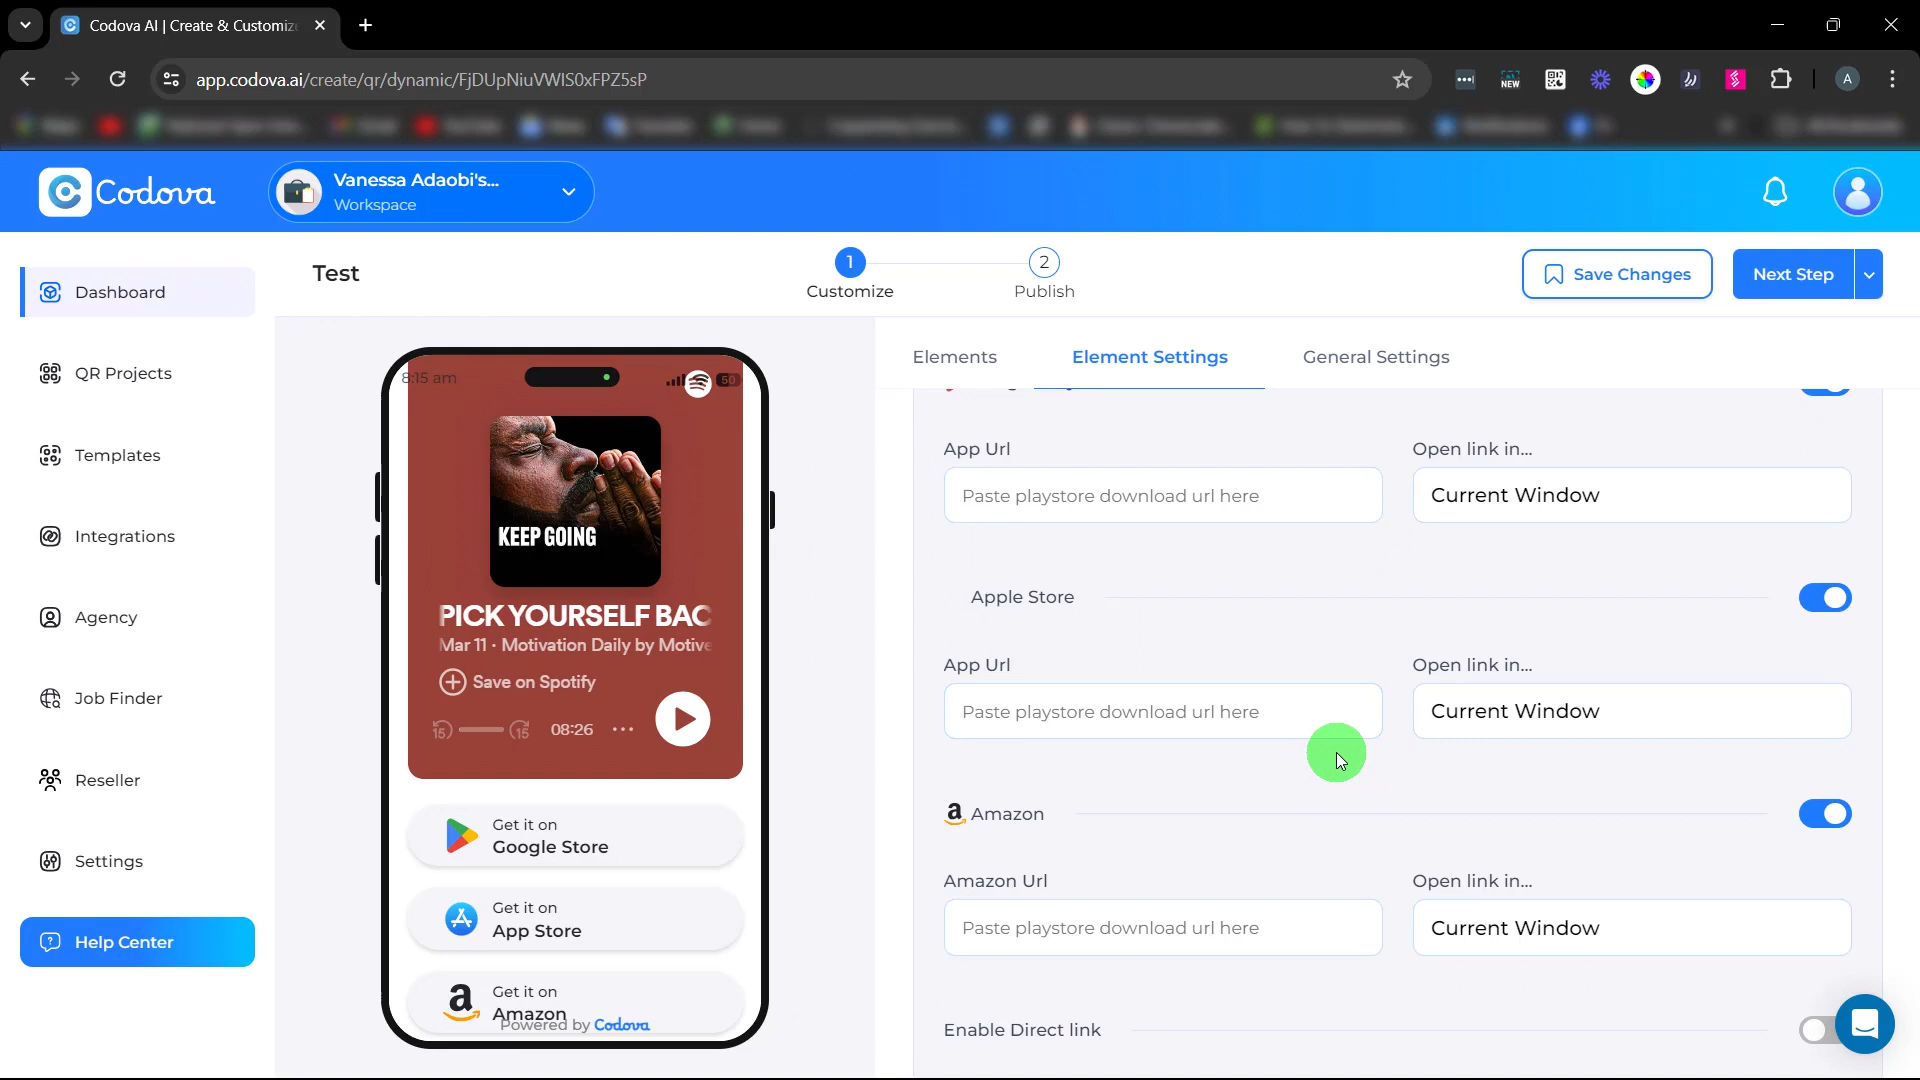 Codova AI | Create & Customiz
app.codova.ai/create/qr/dynamic/FjDUpNiuVWIS0xFPZ5sP
NEW
A
Codova
Vanessa Adaobi's...
Workspace
Test
1
2
Customize
Publish
Save Changes
Next Step
Dashboard
QR Projects
Templates
Integrations
Agency
Job Finder
Reseller
Settings
Help Center
8:15 am
50
KEEP GOING
PICK YOURSELF BAC
Mar 11 · Motivation Daily by Motive
Save on Spotify
15
15
08:26
Get it on
Google Store
Get it on
App Store
Get it on
Amazon
Powered by Codova
Elements
Element Settings
General Settings
App Url
Open link in...
Paste playstore download url here
Current Window
Apple Store
App Url
Open link in...
Paste playstore download url here
Current Window
Amazon
Amazon Url
Open link in...
Paste playstore download url here
Current Window
Enable Direct link